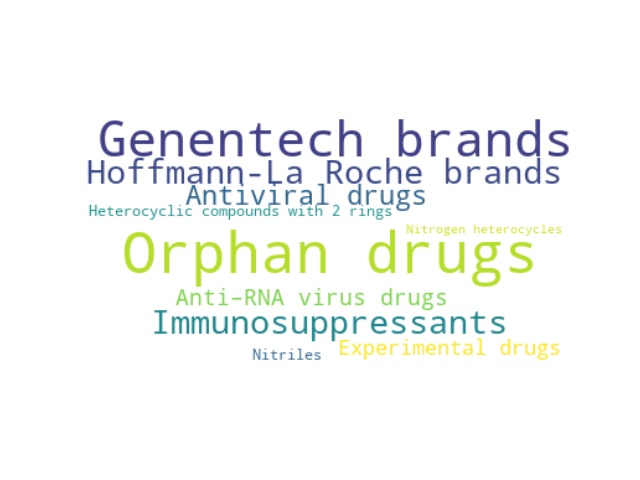 Genentech brands
Hoffmann-La Roche brands
Antiviral drugs
Heterocyclic compounds with 2 rings
Nitrogen heterocycles
Orphan drugs
Anti–RNA virus drugs
Immunosuppressants
Experimental drugs
Nitriles